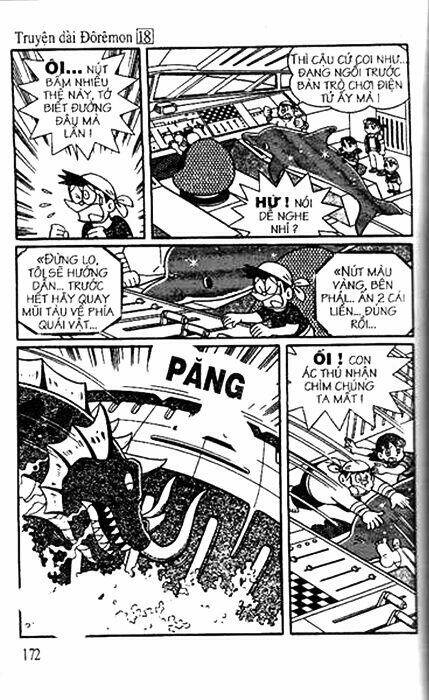 Truyện dài Đôrêmon 18
ÔI... NÚT
BẤM NHIỀU
THẾ NÀY, TỚ
BIẾT ĐƯỜNG
ĐÂU MÀ
LẦN !
THÌ CẬU CỨ COI NHƯ...
ĐANG NGỒI TRƯỚC
BÀN TRÒ CHƠI ĐIỆN
TỬ ẤY MÀ !
HỪ ! NÓI
DỄ NGHE
NHỈ ?
«ĐỪNG LO,
TÔI SẼ HƯỚNG
DẪN... TRƯỚC
HẾT HÃY QUAY
MŨI TÀU VỀ PHÍA
QUÁI VẬT...
«NÚT MÀU
VÀNG, BÊN
PHẢI... ẤN 2 CÁI
LIỀN... ĐÚNG
RỒI...
PĂNG
ỐI ! CON
ÁC THÚ NHẬN
CHÌM CHÚNG
TA MẤT !
172